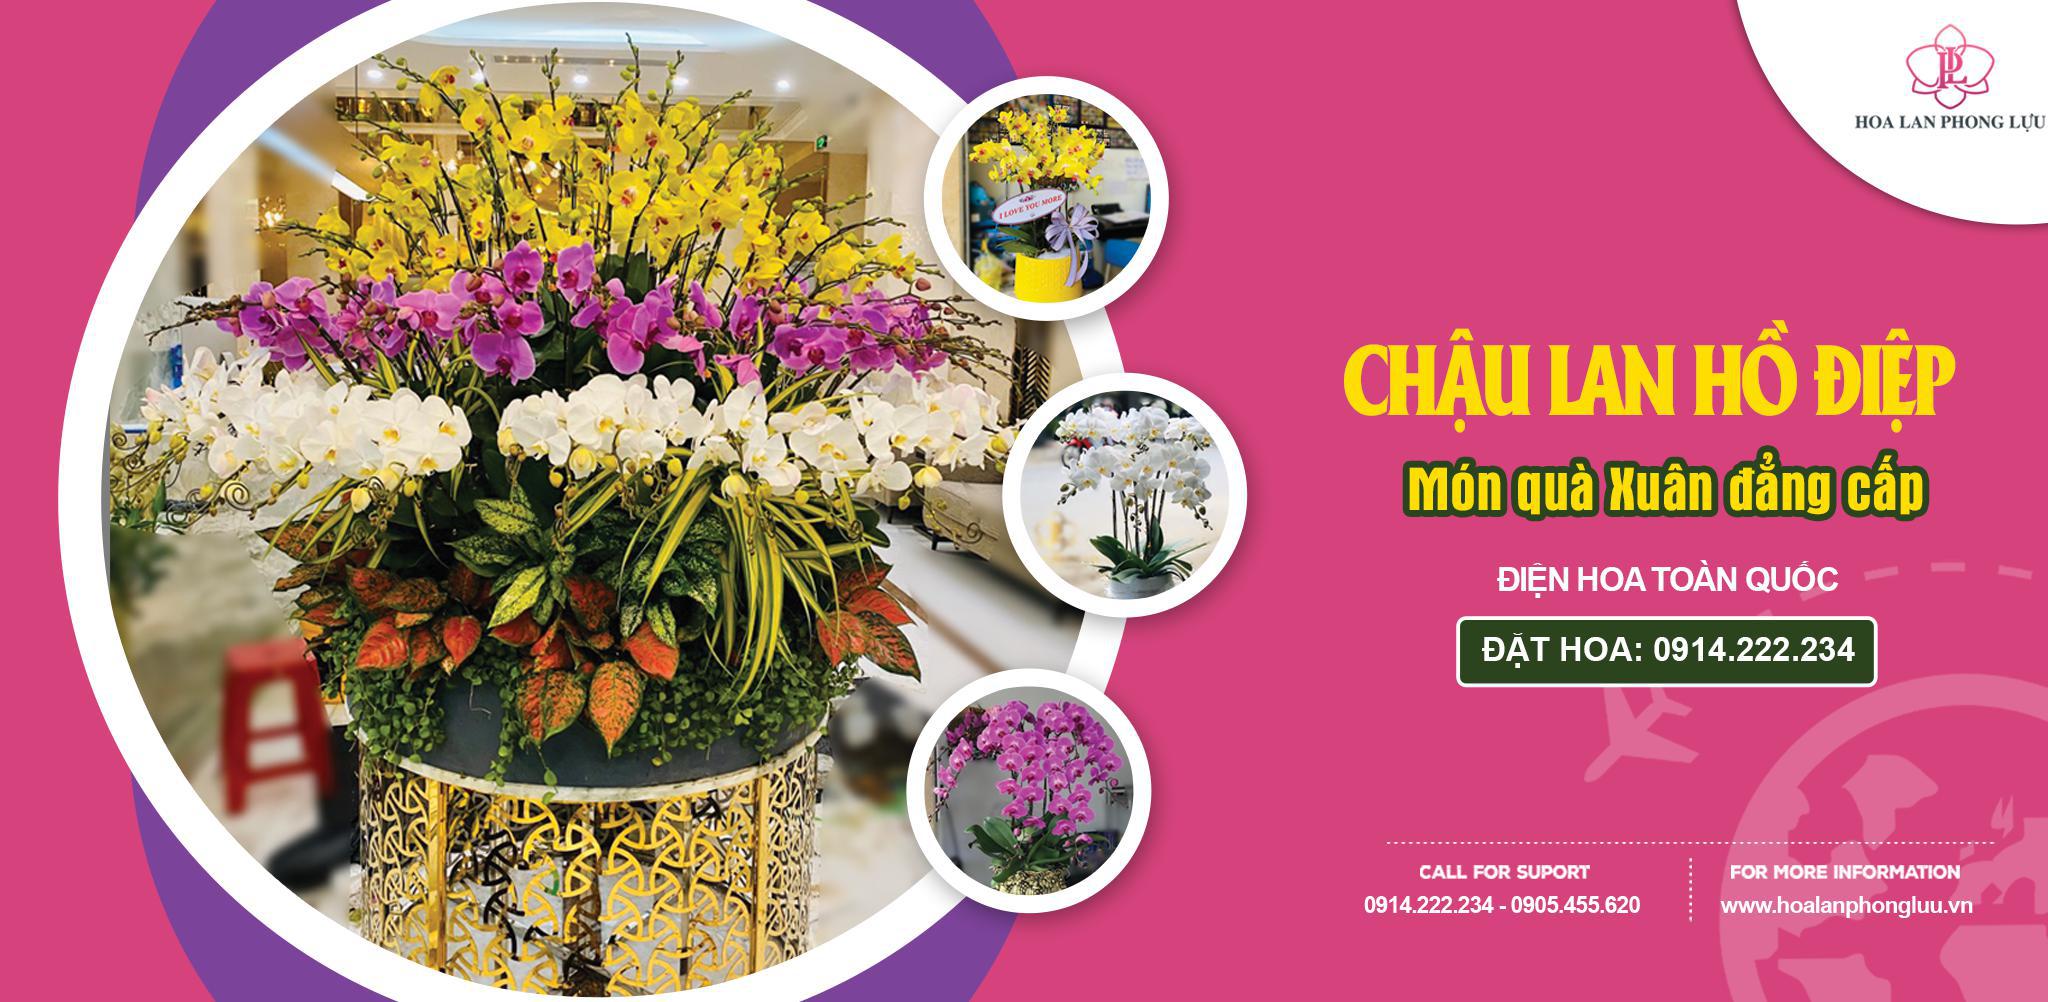 HOA LAN PHONG LỰU
I LOVE YOU MORE
CHẬU LAN HỒ ĐIỆP
Món quà Xuân đẳng cấp
ĐIỆN HOA TOÀN QUỐC
ĐẶT HOA: 0914.222.234
CALL FOR SUPORT
0914.222.234 - 0905.455.620
FOR MORE INFORMATION
www.hoalanphongluu.vn